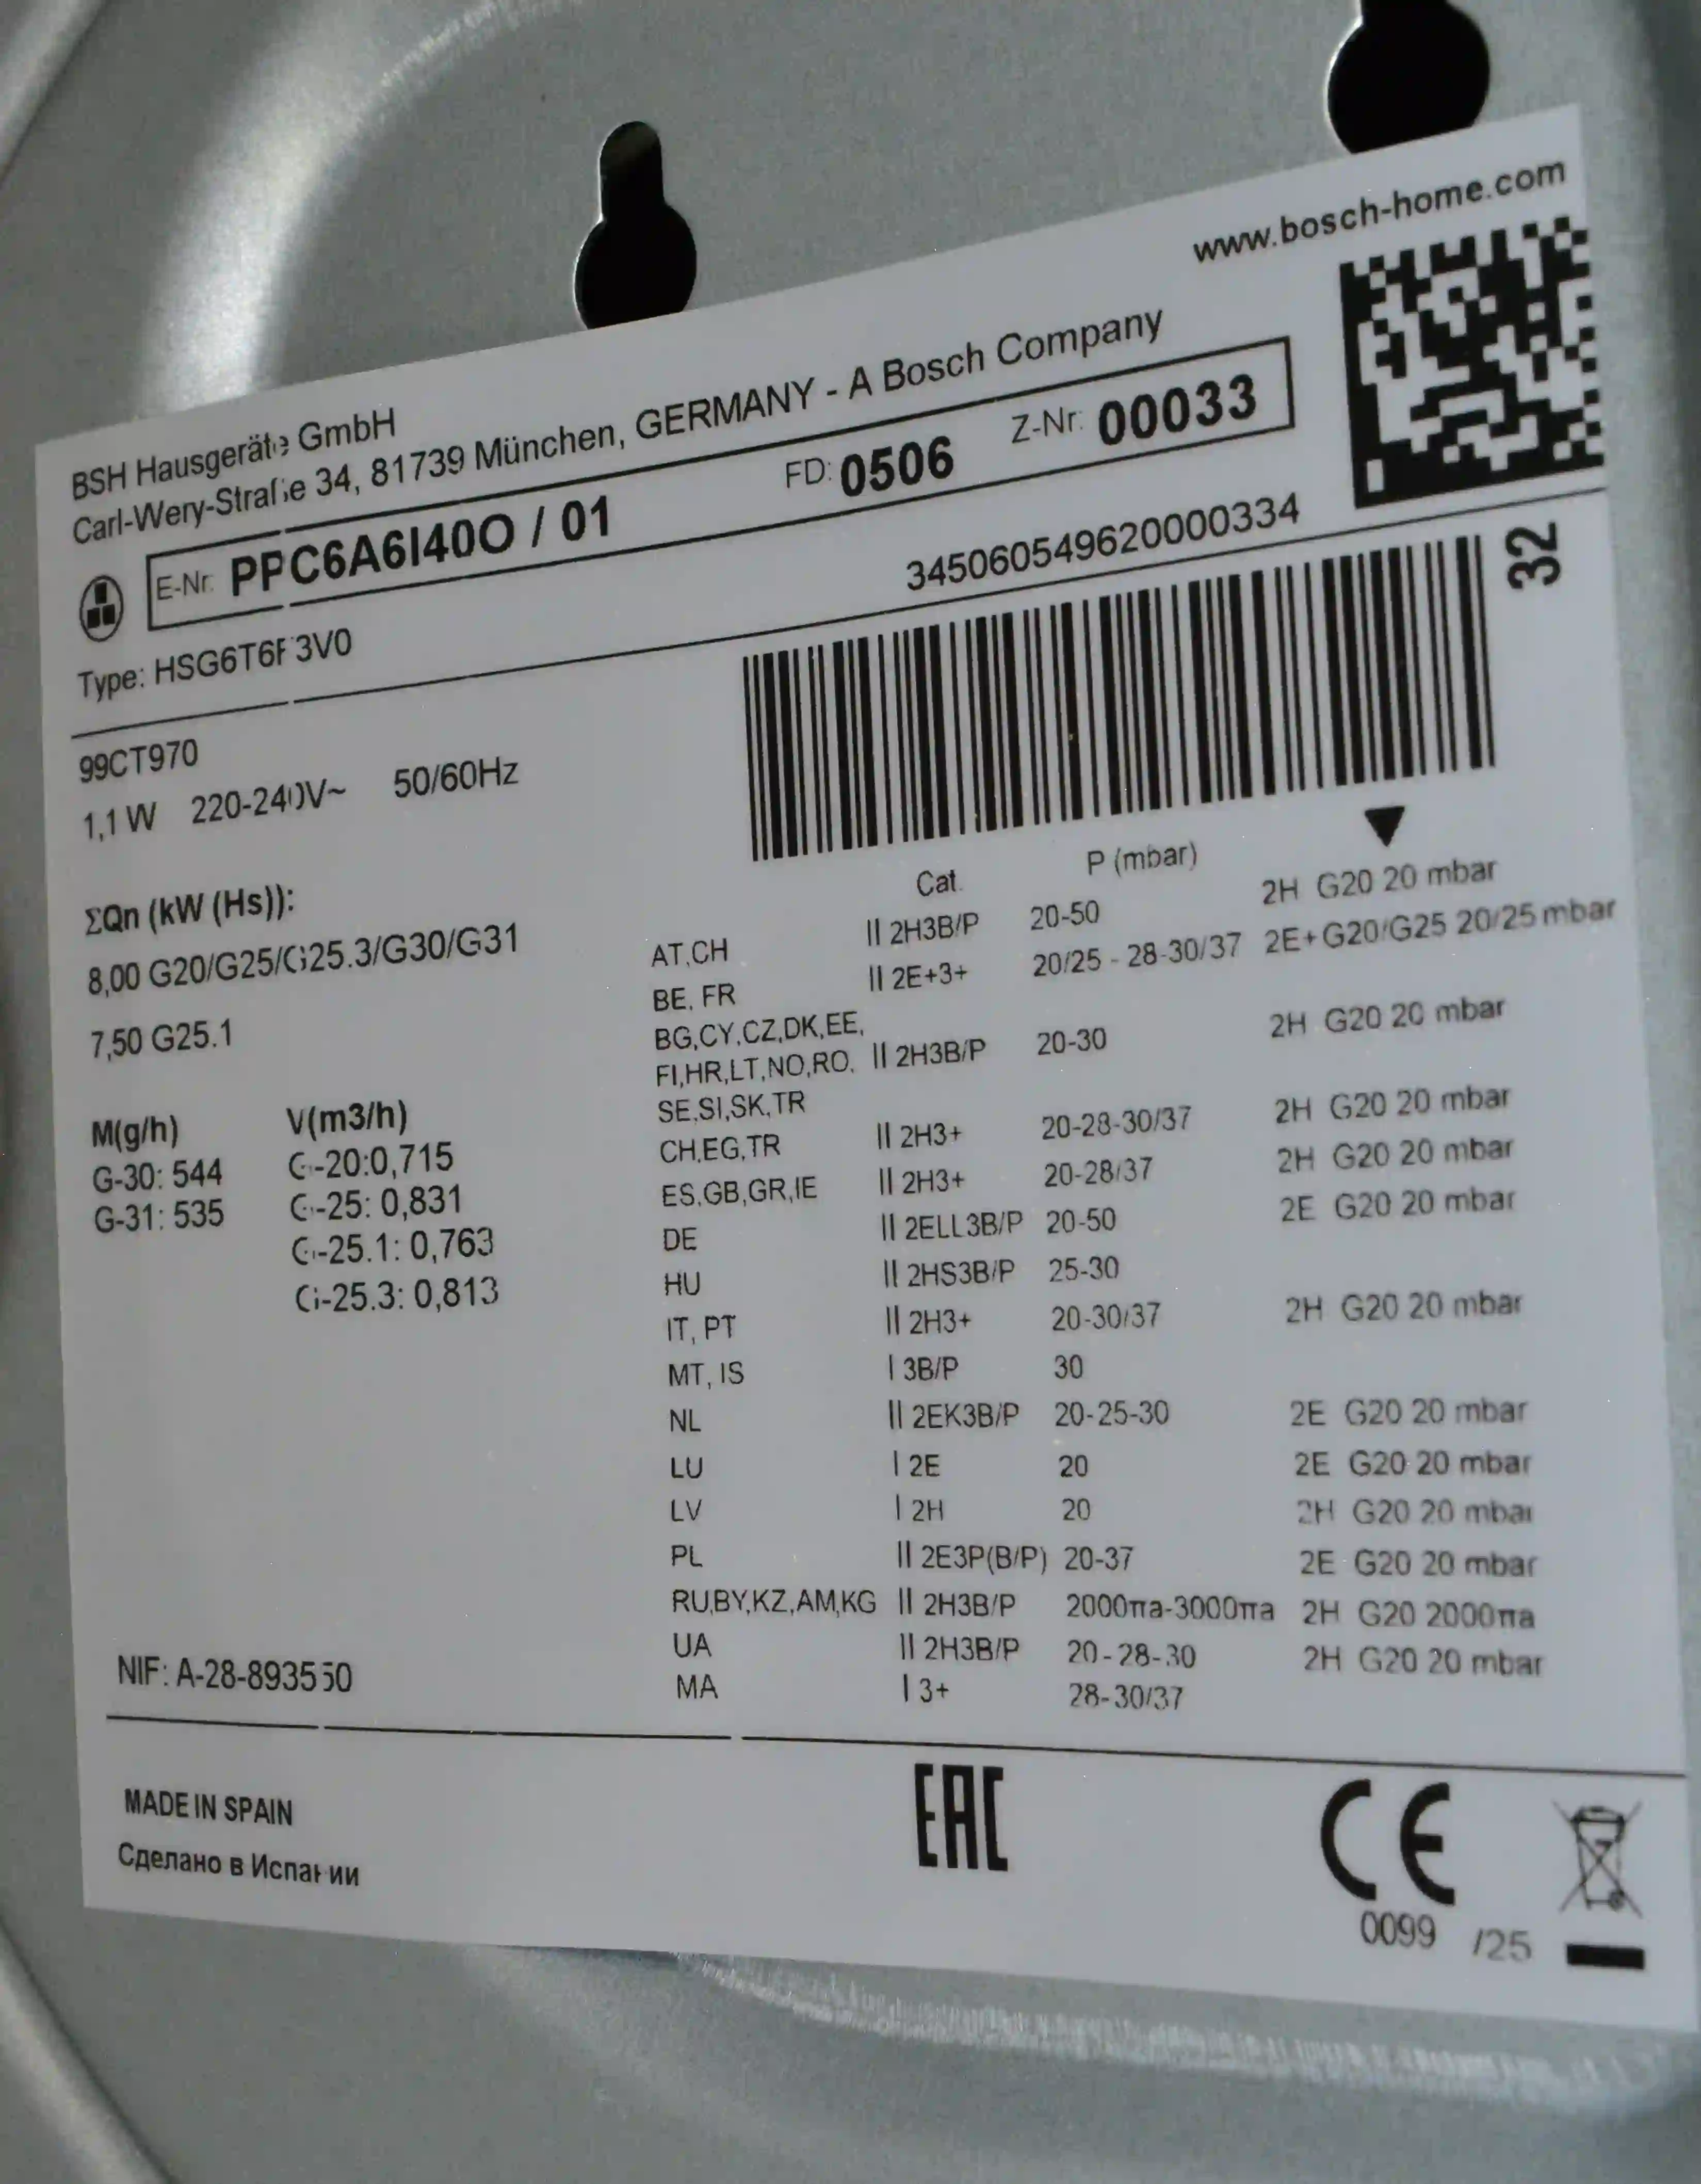 www.bosch-home.com
BSH Hausgeräte GmbH
Carl-Wery-Straße 34, 81739 München, GERMANY - A Bosch Company
E-Nr. PPC6A6I40O / 01 FD: 0506 Z-Nr. 00033
345060549620000334
32
Type: HSG6T6F3V0
99CT970
1,1 W 220-240V~ 50/60Hz
ΣQn (kW (Hs)):
8,00 G20/G25/G25.3/G30/G31
7,50 G25.1
M(g/h) V(m3/h)
G-30: 544 G-20:0,715
G-31: 535 G-25: 0,831
G-25.1: 0,763
G-25.3: 0,813
Cat. P (mbar)
AT,CH II 2H3B/P 20-50 2H G20 20 mbar
BE, FR II 2E+3+ 20/25 - 28-30/37 2E+G20/G25 20/25 mbar
BG,CY,CZ,DK,EE,
FI,HR,LT,NO,RO, II 2H3B/P 20-30 2H G20 20 mbar
SE,SI,SK,TR
CH,EG,TR II 2H3+ 20-28-30/37 2H G20 20 mbar
ES,GB,GR,IE II 2H3+ 20-28/37 2H G20 20 mbar
DE II 2ELL3B/P 20-50 2E G20 20 mbar
HU II 2HS3B/P 25-30
IT, PT II 2H3+ 20-30/37 2H G20 20 mbar
MT, IS I 3B/P 30
NL II 2EK3B/P 20-25-30 2E G20 20 mbar
LU I 2E 20 2E G20 20 mbar
LV I 2H 20 2H G20 20 mbar
PL II 2E3P(B/P) 20-37 2E G20 20 mbar
RU,BY,KZ,AM,KG II 2H3B/P 2000πa-3000πa 2H G20 2000πa
UA II 2H3B/P 20-28-30 2H G20 20 mbar
MA I 3+ 28-30/37
NIF: A-28-893550
MADE IN SPAIN
Сделано в Испании
EAC
CE
0099 /25